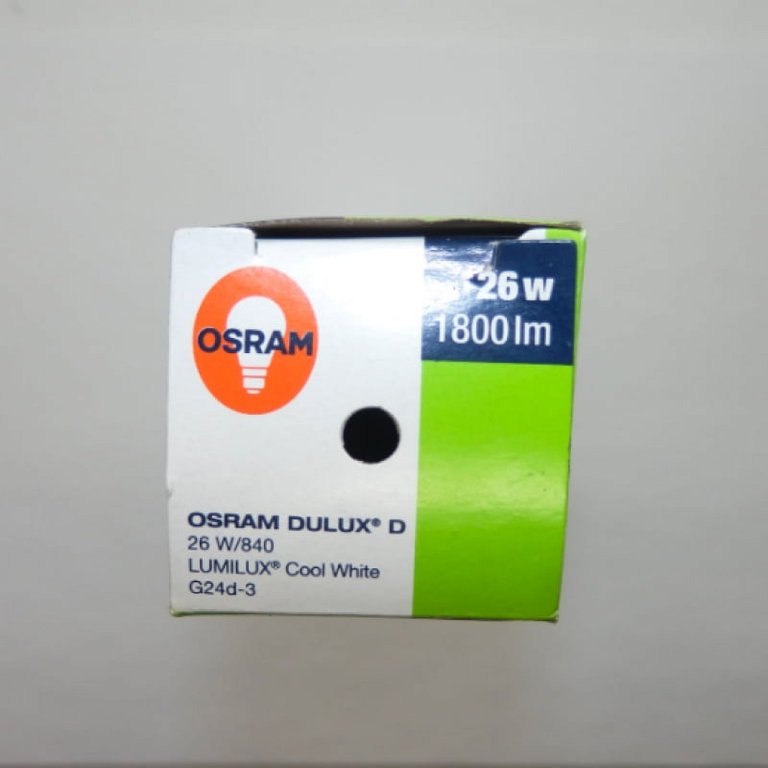 OSRAM
26 W
1800 lm
OSRAM DULUX® D
26 W/840
LUMILUX® Cool White
G24d-3